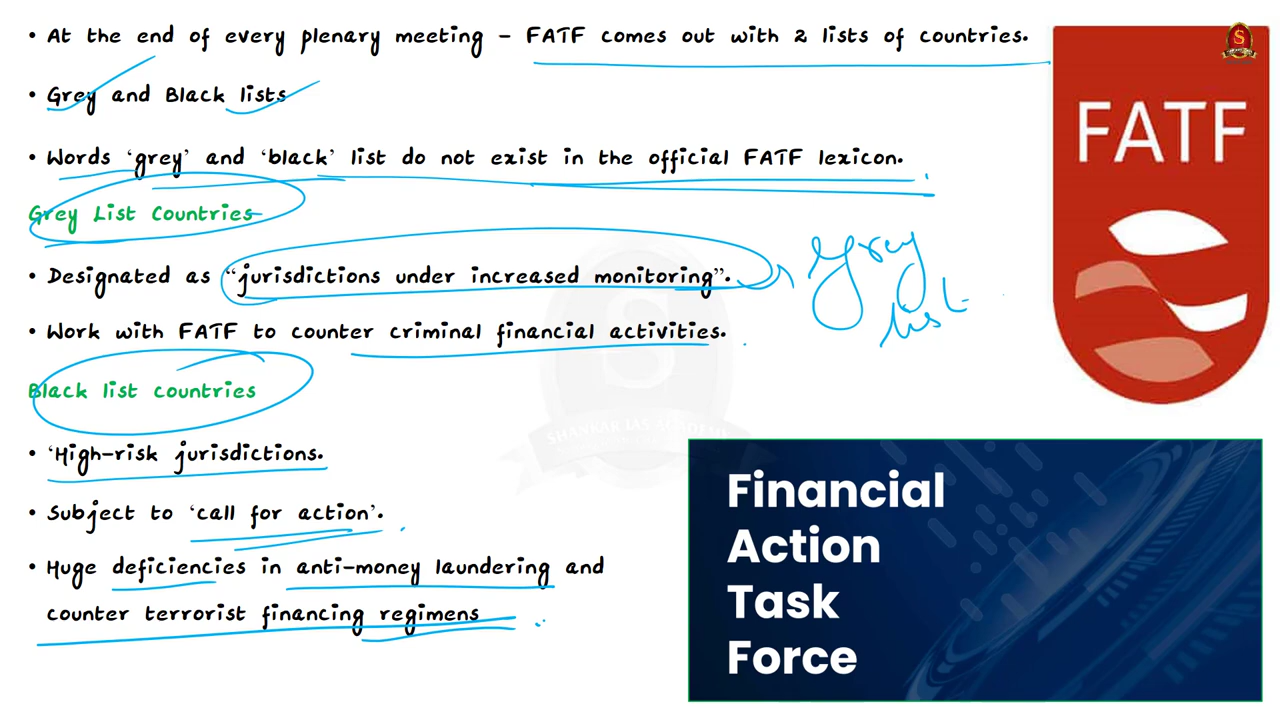 • At the end of every plenary meeting – FATF comes out with 2 lists of countries.
• Grey and Black lists
• Words ‘grey’ and ‘black’ list do not exist in the official FATF lexicon.
Grey List Countries
• Designated as “jurisdictions under increased monitoring”.
Grey
list
• Work with FATF to counter criminal financial activities.
Black list countries
• ‘High-risk jurisdictions.
• Subject to ‘call for action’.
• Huge deficiencies in anti-money laundering and
counter terrorist financing regimens
S
FATF
S
SHANKAR IAS ACADEMY
Financial
Action
Task
Force